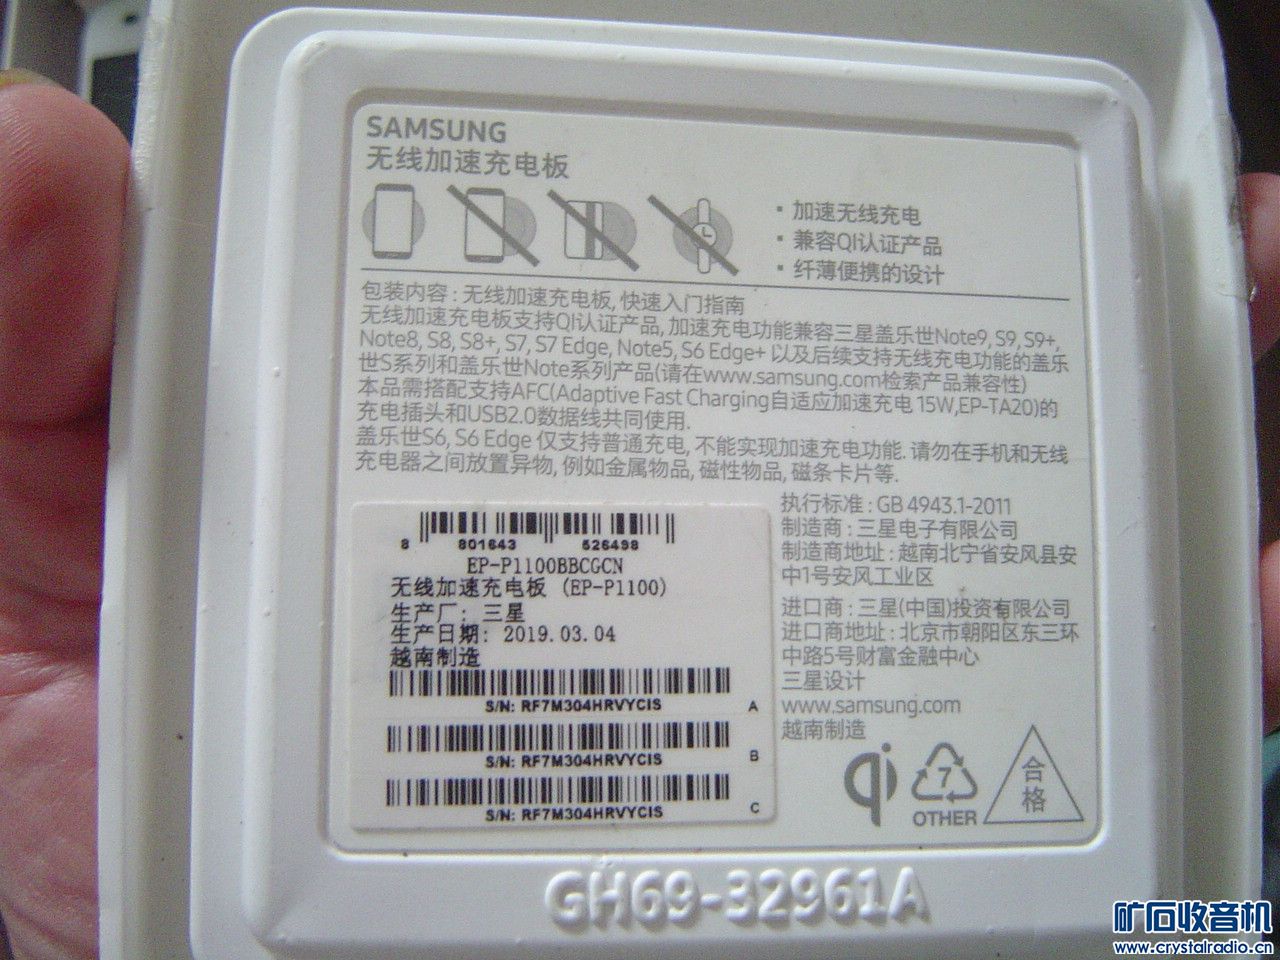 SAMSUNG
无线加速充电板
· 加速无线充电
· 兼容QI认证产品
· 纤薄便携的设计
包装内容 : 无线加速充电板, 快速入门指南
无线加速充电板支持QI认证产品, 加速充电功能兼容三星盖乐世Note9, S9, S9+,
Note8, S8, S8+, S7, S7 Edge, Note5, S6 Edge+ 以及后续支持无线充电功能的盖乐
世S系列和盖乐世Note系列产品(请在www.samsung.com检索产品兼容性)
本品需搭配支持AFC(Adaptive Fast Charging自适应加速充电 15W,EP-TA20)的
充电插头和USB2.0数据线共同使用.
盖乐世S6, S6 Edge 仅支持普通充电, 不能实现加速充电功能. 请勿在手机和无线
充电器之间放置异物, 例如金属物品, 磁性物品, 磁条卡片等.
8 801643 526498
EP-P1100BBCGCN
无线加速充电板 (EP-P1100)
生产厂: 三星
生产日期: 2019.03.04
越南制造
S/N: RF7M304HRVYCIS A
S/N: RF7M304HRVYCIS B
S/N: RF7M304HRVYCIS C
执行标准 : GB 4943.1-2011
制造商 : 三星电子有限公司
制造商地址 : 越南北宁省安风县安
中1号安风工业区
进口商 : 三星(中国)投资有限公司
进口商地址 : 北京市朝阳区东三环
中路5号财富金融中心
三星设计
www.samsung.com
越南制造
qi
7
OTHER
合
格
GH69-32961A
矿石收音机
www.crystalradio.cn